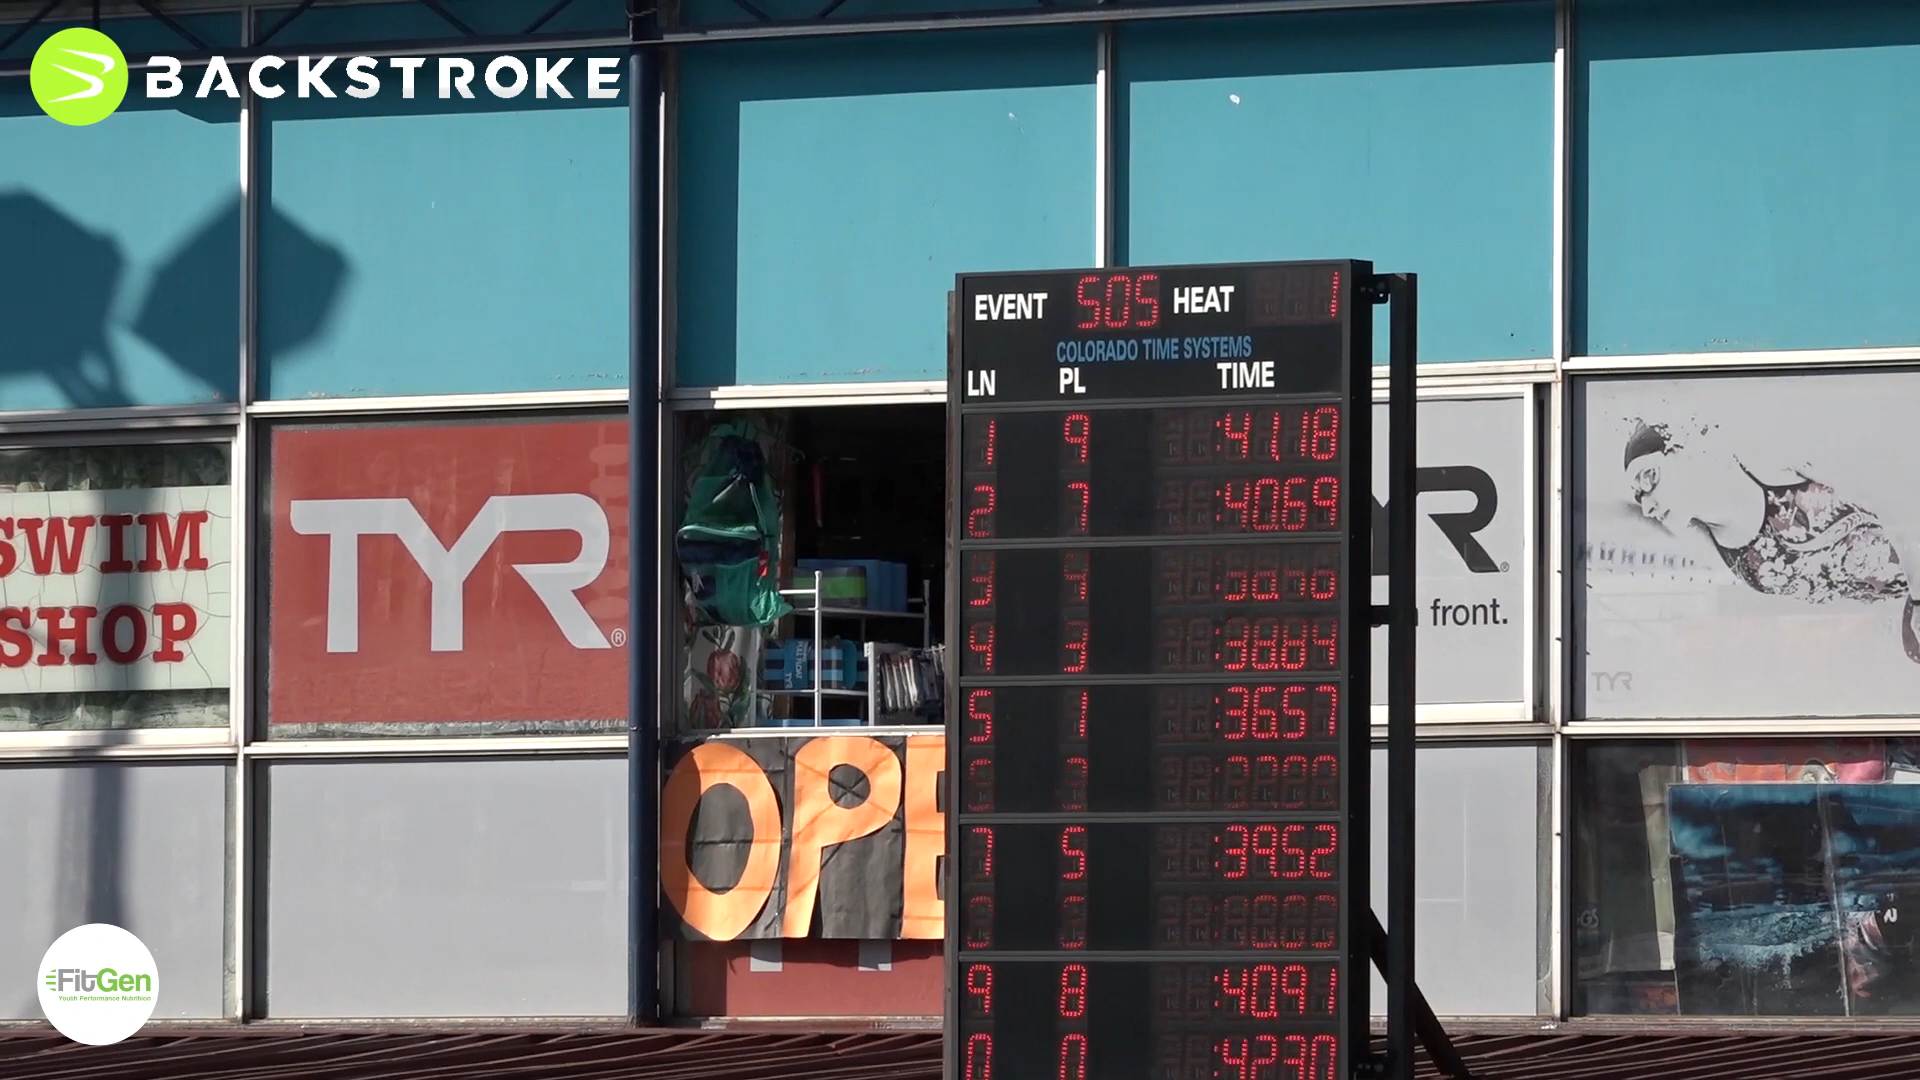 BACKSTROKE
EVENT 505 HEAT 1
COLORADO TIME SYSTEMS
LN PL TIME
1 9 :41.18
2 7 :40.69
4 3 :38.84
5 1 :36.57
7 5 :39.52
9 8 :40.91
0 0 :42.30
SWIM
SHOP
TYR®
OPE
front.
TYR
FitGen
Youth Performance Nutrition